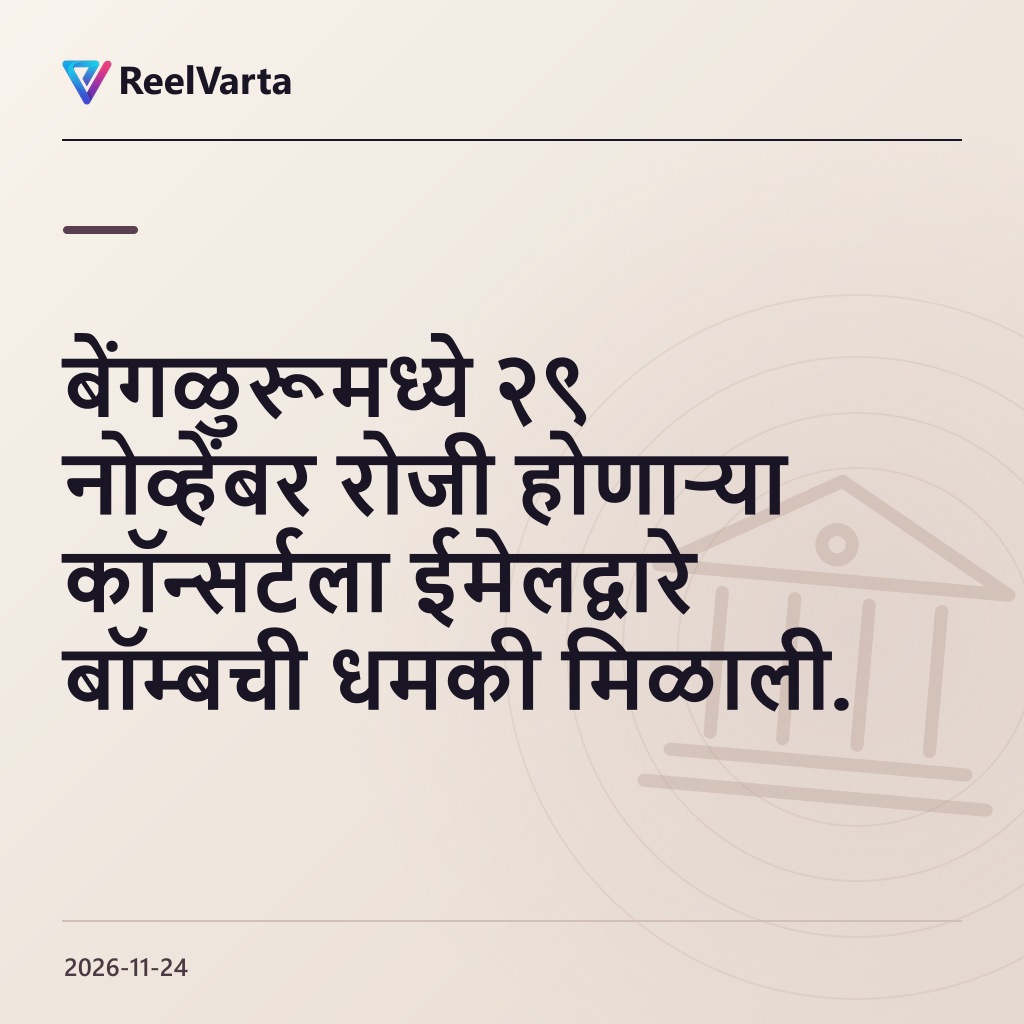 ReelVarta
बेंगळुरूमध्ये २९
नोव्हेंबर रोजी होणाऱ्या
कॉन्सर्टला ईमेलद्वारे
बॉम्बची धमकी मिळाली.
2026-11-24